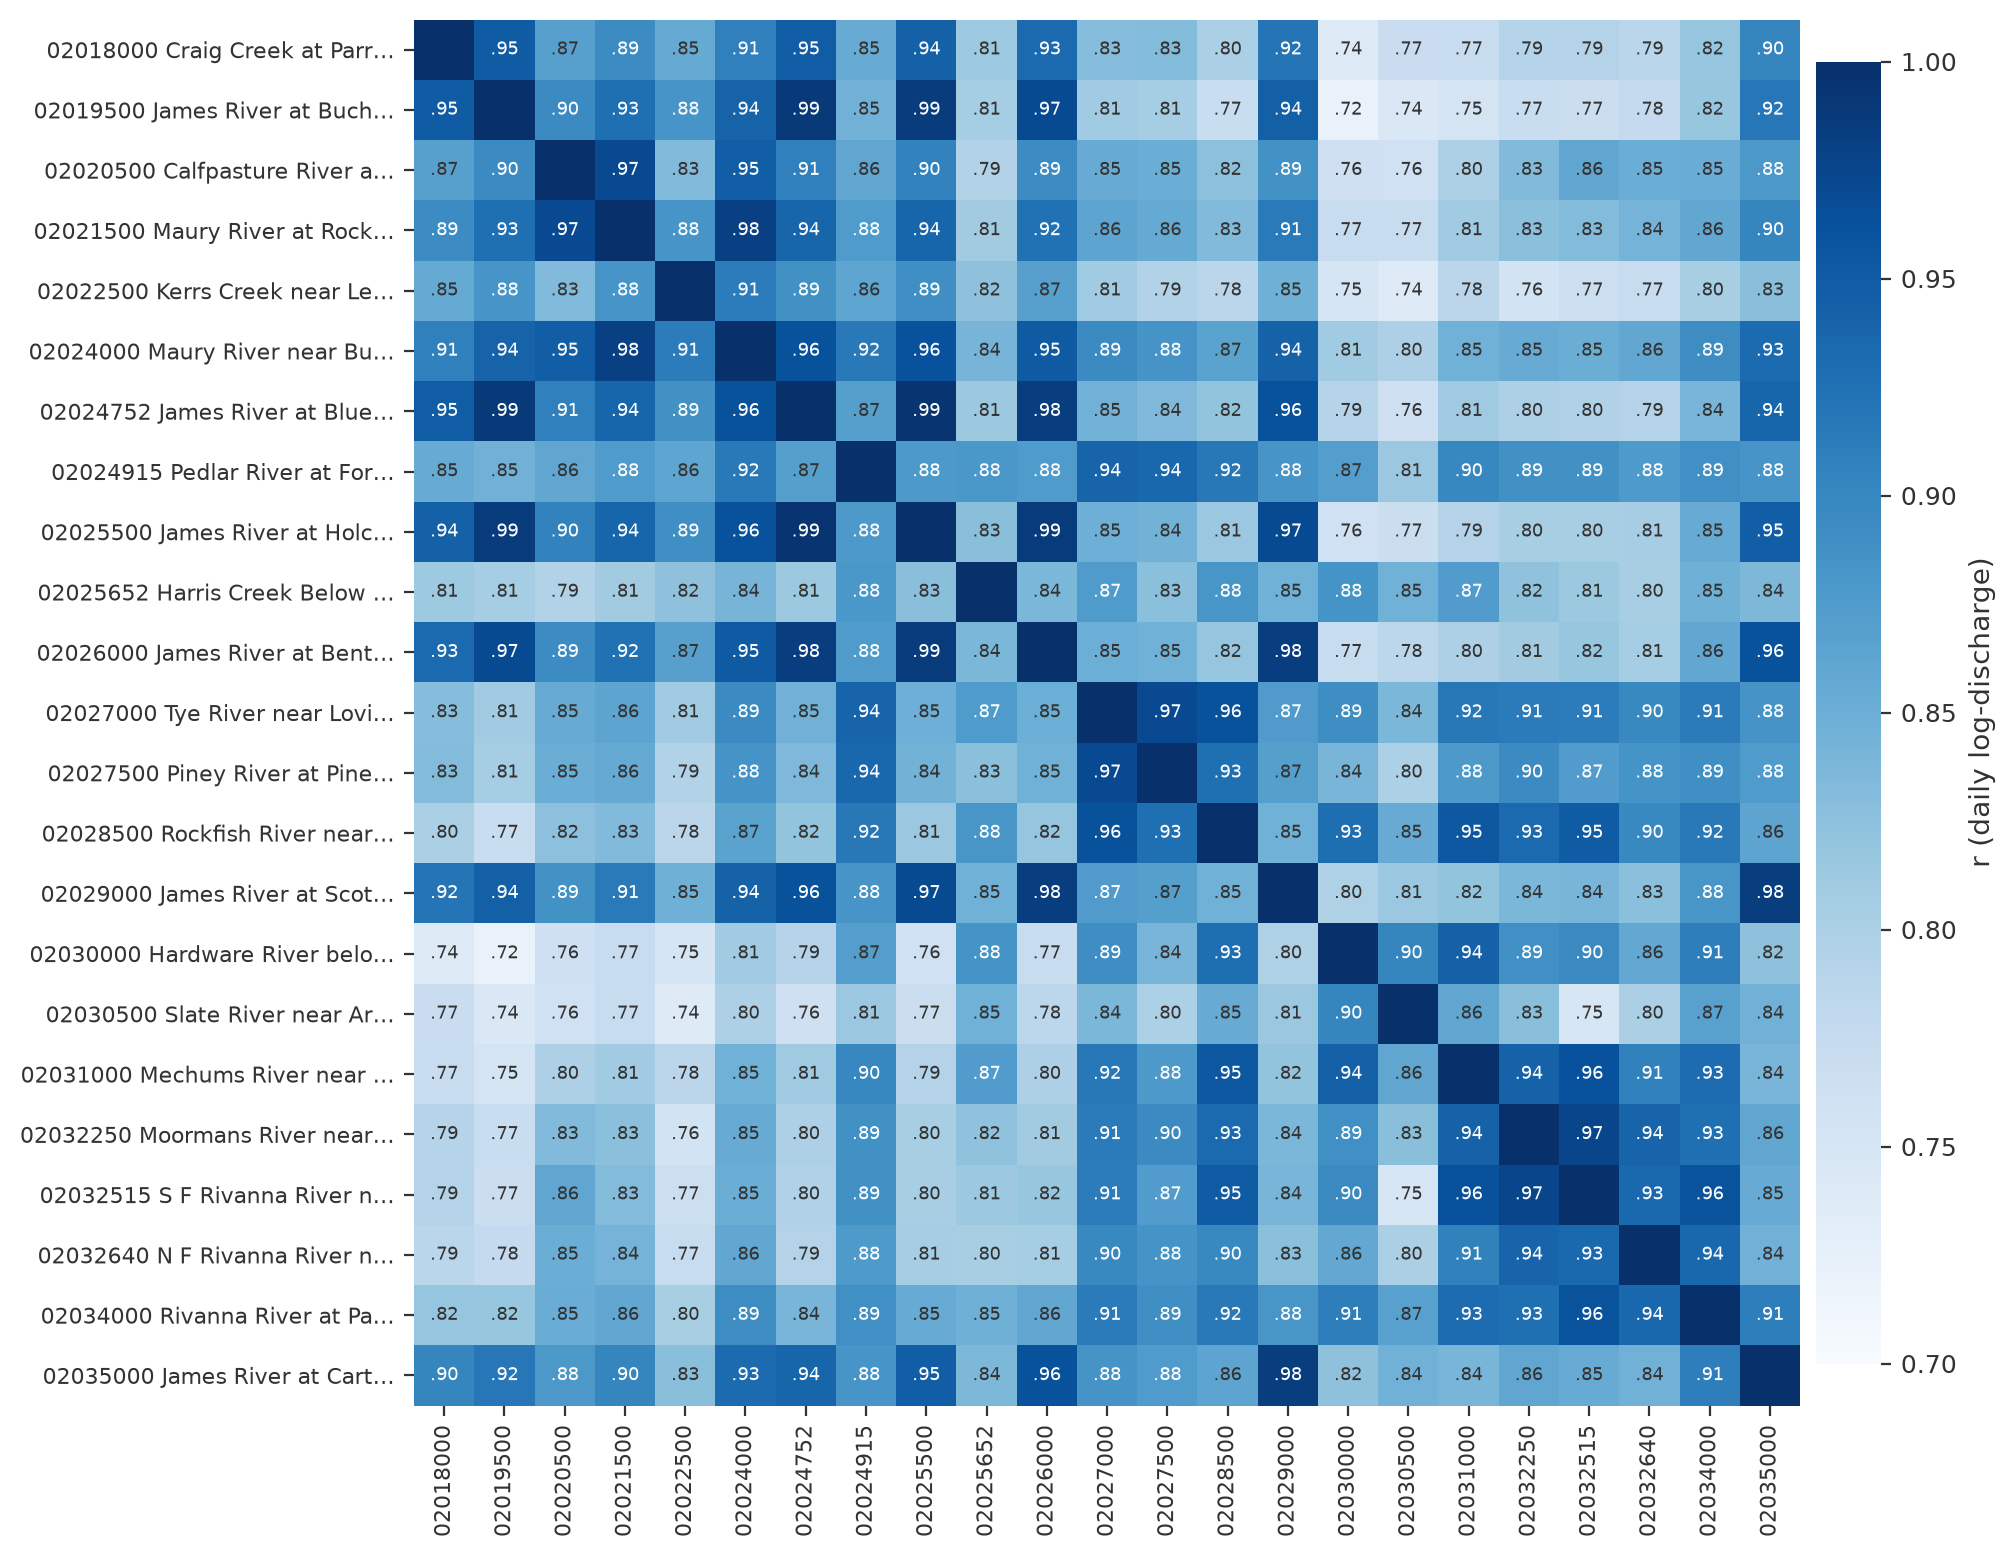 02018000 Craig Creek at Parr... .95 .87 .89 .85 .91 .95 .85 .94 .81 .93 .83 .83 .80 .92 .74 .77 .77 .79 .79 .79 .82 .90
02019500 James River at Buch... .95 .90 .93 .88 .94 .99 .85 .99 .81 .97 .81 .81 .77 .94 .72 .74 .75 .77 .77 .78 .82 .92
02020500 Calfpasture River a... .87 .90 .97 .83 .95 .91 .86 .90 .79 .89 .85 .85 .82 .89 .76 .76 .80 .83 .86 .85 .85 .88
02021500 Maury River at Rock... .89 .93 .97 .88 .98 .94 .88 .94 .81 .92 .86 .86 .83 .91 .77 .77 .81 .83 .83 .84 .86 .90
02022500 Kerrs Creek near Le... .85 .88 .83 .88 .91 .89 .86 .89 .82 .87 .81 .79 .78 .85 .75 .74 .78 .76 .77 .77 .80 .83
02024000 Maury River near Bu... .91 .94 .95 .98 .91 .96 .92 .96 .84 .95 .89 .88 .87 .94 .81 .80 .85 .85 .85 .86 .89 .93
02024752 James River at Blue... .95 .99 .91 .94 .89 .96 .87 .99 .81 .98 .85 .84 .82 .96 .79 .76 .81 .80 .80 .79 .84 .94
02024915 Pedlar River at For... .85 .85 .86 .88 .86 .92 .87 .88 .88 .88 .94 .94 .92 .88 .87 .81 .90 .89 .89 .88 .89 .88
02025500 James River at Holc... .94 .99 .90 .94 .89 .96 .99 .88 .83 .99 .85 .84 .81 .97 .76 .77 .79 .80 .80 .81 .85 .95
02025652 Harris Creek Below ... .81 .81 .79 .81 .82 .84 .81 .88 .83 .84 .87 .83 .88 .85 .88 .85 .87 .82 .81 .80 .85 .84
02026000 James River at Bent... .93 .97 .89 .92 .87 .95 .98 .88 .99 .84 .85 .85 .82 .98 .77 .78 .80 .81 .82 .81 .86 .96
02027000 Tye River near Lovi... .83 .81 .85 .86 .81 .89 .85 .94 .85 .87 .85 .97 .96 .87 .89 .84 .92 .91 .91 .90 .91 .88
02027500 Piney River at Pine... .83 .81 .85 .86 .79 .88 .84 .94 .84 .83 .85 .97 .93 .87 .84 .80 .88 .90 .87 .88 .89 .88
02028500 Rockfish River near... .80 .77 .82 .83 .78 .87 .82 .92 .81 .88 .82 .96 .93 .85 .93 .85 .95 .93 .95 .90 .92 .86
02029000 James River at Scot... .92 .94 .89 .91 .85 .94 .96 .88 .97 .85 .98 .87 .87 .85 .80 .81 .82 .84 .84 .83 .88 .98
02030000 Hardware River belo... .74 .72 .76 .77 .75 .81 .79 .87 .76 .88 .77 .89 .84 .93 .80 .90 .94 .89 .90 .86 .91 .82
02030500 Slate River near Ar... .77 .74 .76 .77 .74 .80 .76 .81 .77 .85 .78 .84 .80 .85 .81 .90 .86 .83 .75 .80 .87 .84
02031000 Mechums River near ... .77 .75 .80 .81 .78 .85 .81 .90 .79 .87 .80 .92 .88 .95 .82 .94 .86 .94 .96 .91 .93 .84
02032250 Moormans River near... .79 .77 .83 .83 .76 .85 .80 .89 .80 .82 .81 .91 .90 .93 .84 .89 .83 .94 .97 .94 .93 .86
02032515 S F Rivanna River n... .79 .77 .86 .83 .77 .85 .80 .89 .80 .81 .82 .91 .87 .95 .84 .90 .75 .96 .97 .93 .96 .85
02032640 N F Rivanna River n... .79 .78 .85 .84 .77 .86 .79 .88 .81 .80 .81 .90 .88 .90 .83 .86 .80 .91 .94 .93 .94 .84
02034000 Rivanna River at Pa... .82 .82 .85 .86 .80 .89 .84 .89 .85 .85 .86 .91 .89 .92 .88 .91 .87 .93 .93 .96 .94 .91
02035000 James River at Cart... .90 .92 .88 .90 .83 .93 .94 .88 .95 .84 .96 .88 .88 .86 .98 .82 .84 .84 .86 .85 .84 .91
02018000 02019500 02020500 02021500 02022500 02024000 02024752 02024915 02025500 02025652 02026000 02027000 02027500 02028500 02029000 02030000 02030500 02031000 02032250 02032515 02032640 02034000 02035000
1.00
0.95
0.90
0.85
0.80
0.75
0.70
r (daily log-discharge)